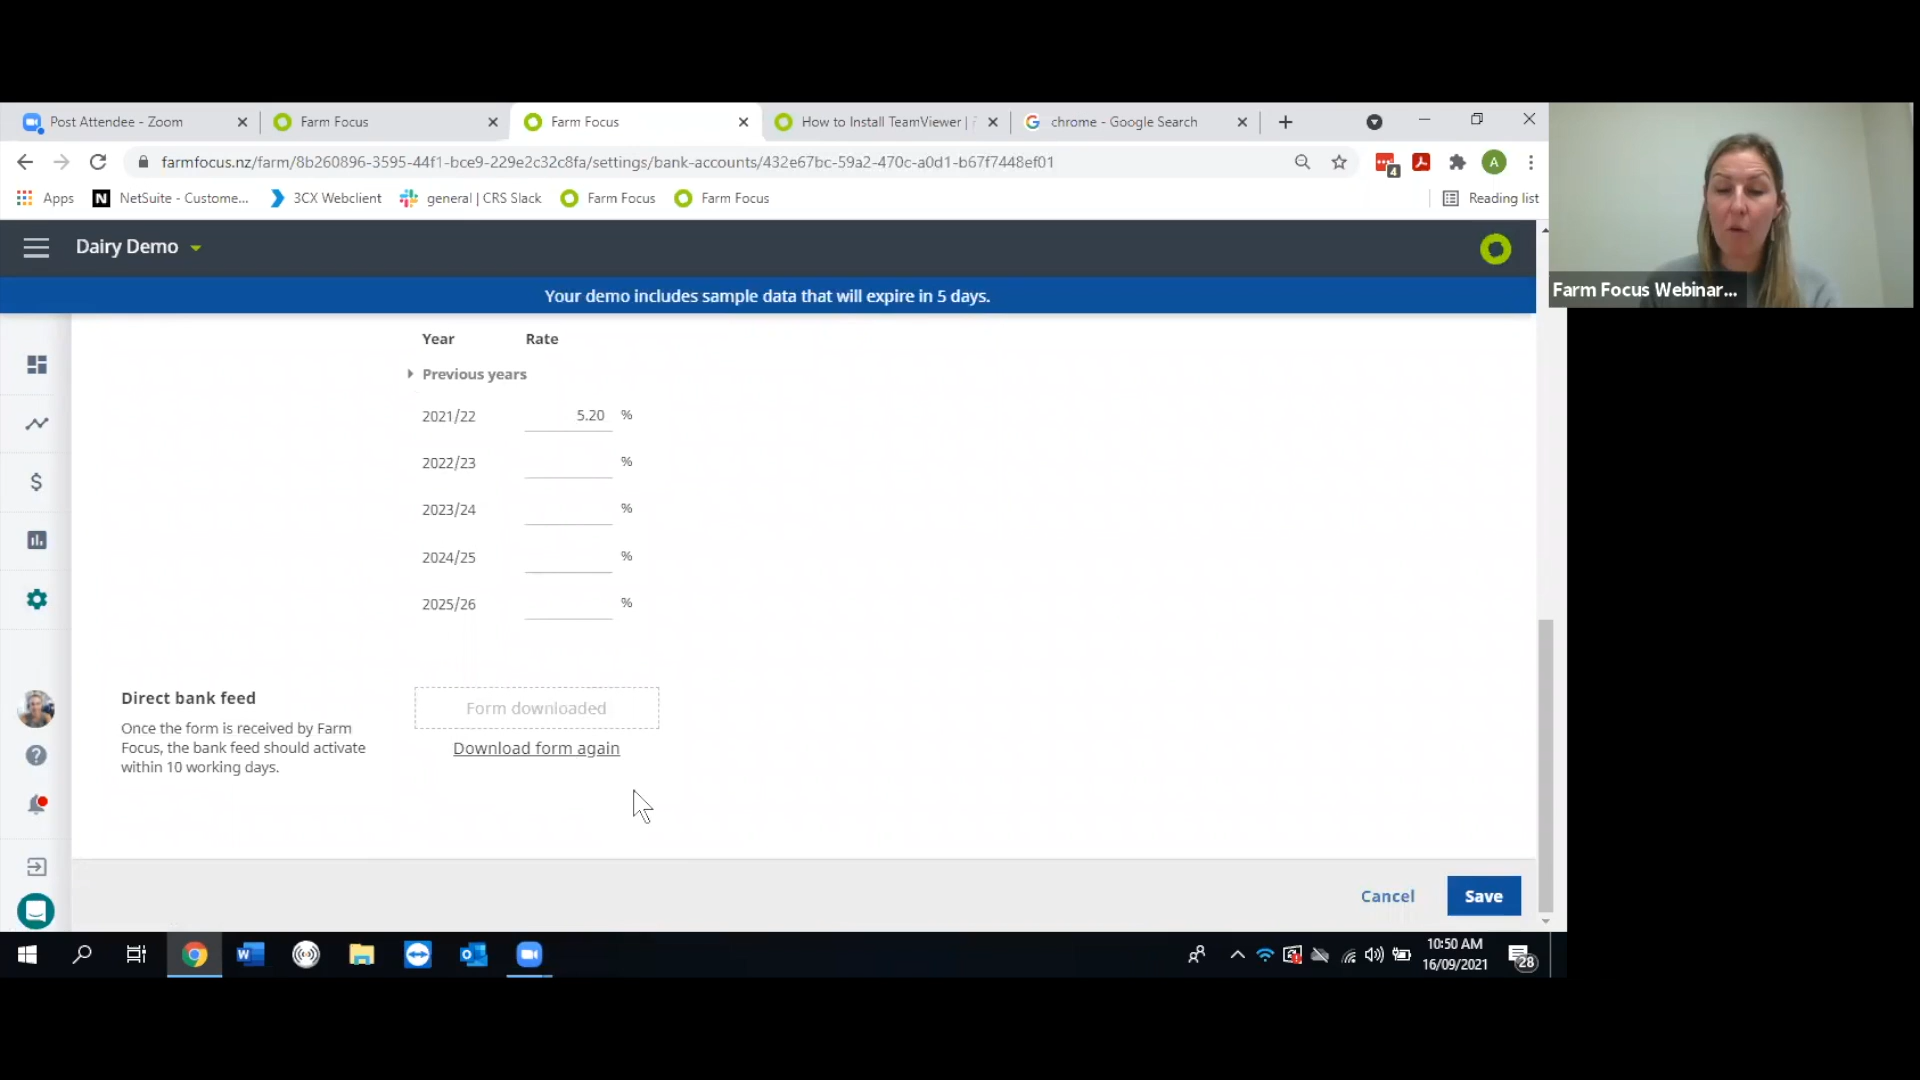 Post Attendee - Zoom
Farm Focus
Farm Focus
How to Install TeamViewer |
chrome - Google Search
farmfocus.nz/farm/8b260896-3595-44f1-bce9-229e2c32c8fa/settings/bank-accounts/432e67bc-59a2-470c-a0d1-b67f7448ef01
4
A
Apps
NetSuite - Custome...
3CX Webclient
general | CRS Slack
Farm Focus
Farm Focus
Reading list
Dairy Demo
Your demo includes sample data that will expire in 5 days.
Farm Focus Webinar...
Year Rate
Previous years
2021/22 5.20 %
2022/23 %
2023/24 %
2024/25 %
2025/26 %
Direct bank feed
Once the form is received by Farm
Focus, the bank feed should activate
within 10 working days.
Form downloaded
Download form again
Cancel
Save
10:50 AM
16/09/2021
28